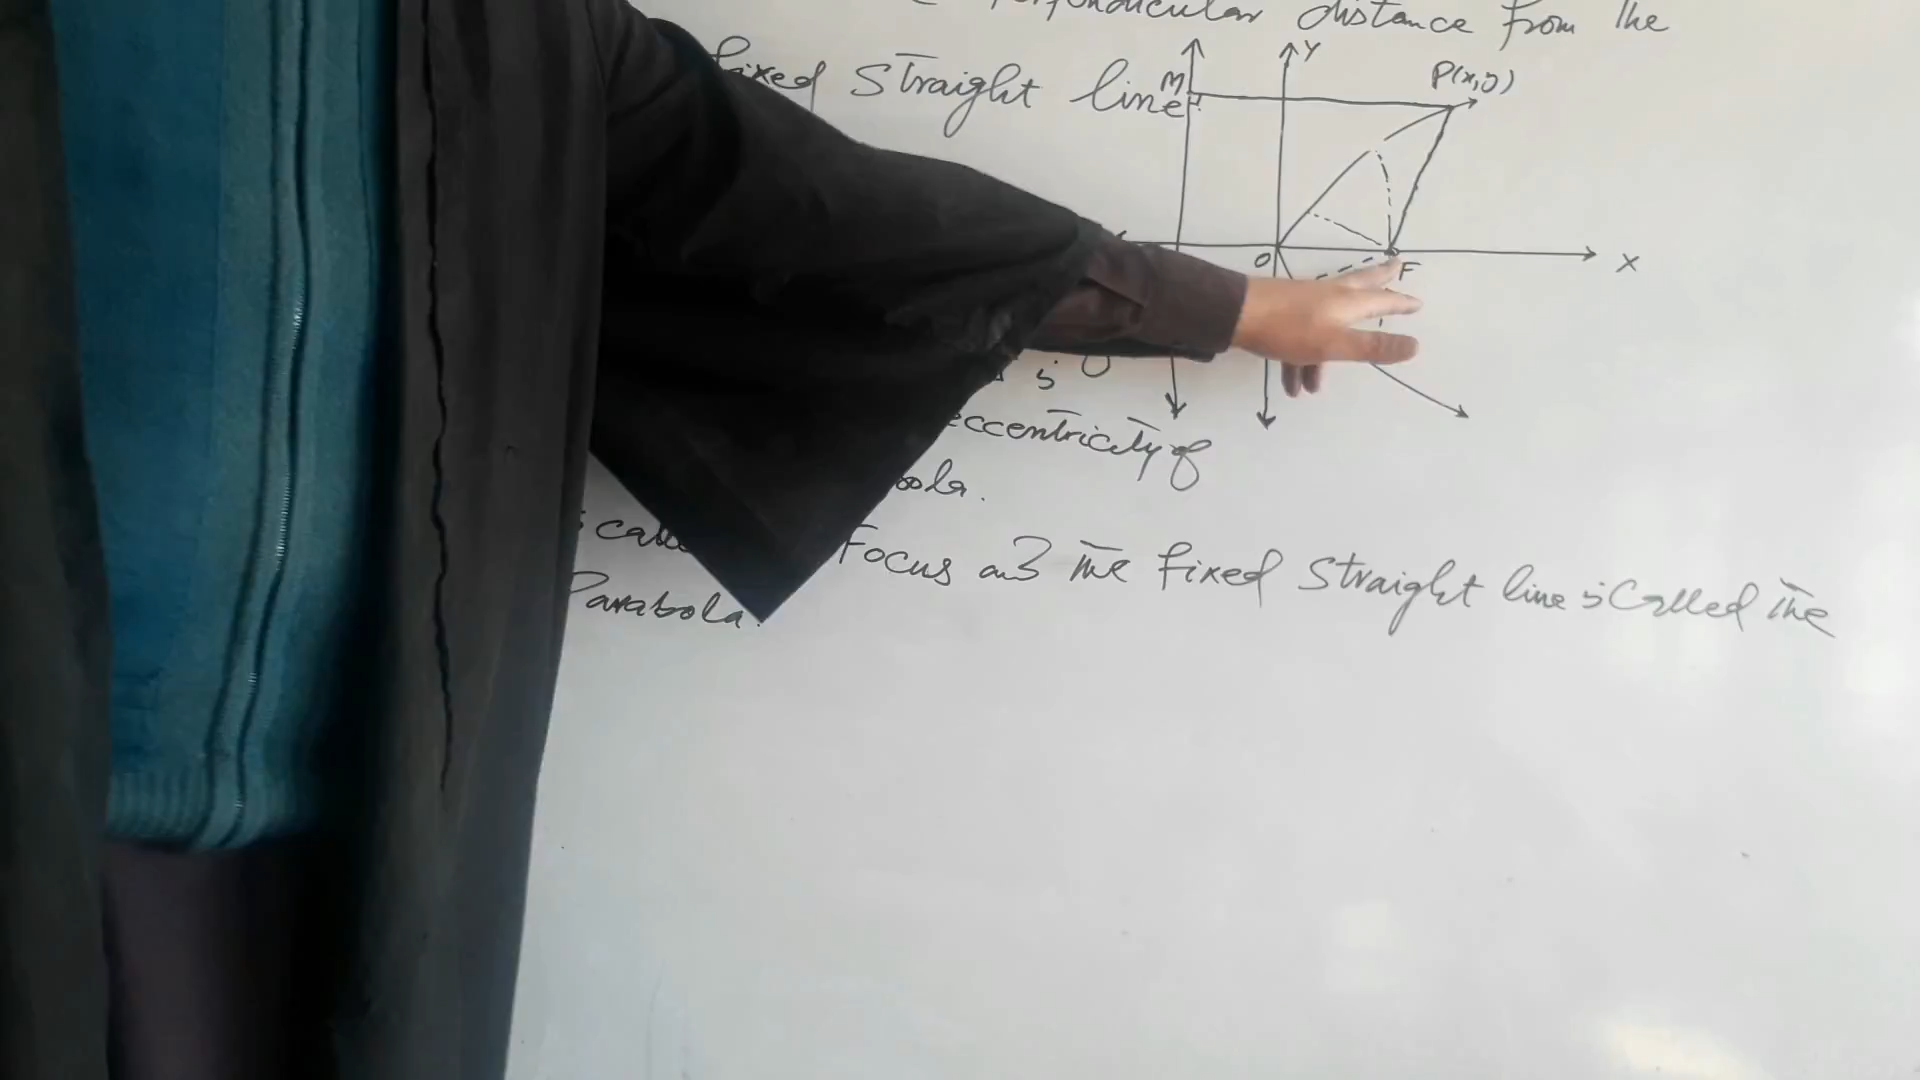 perpendicular distance from the
fixed straight line.
M
Y
P(x,y)
O
F
X
is
eccentricity of
bola.
Focus and the fixed straight line is called the
Parabola.